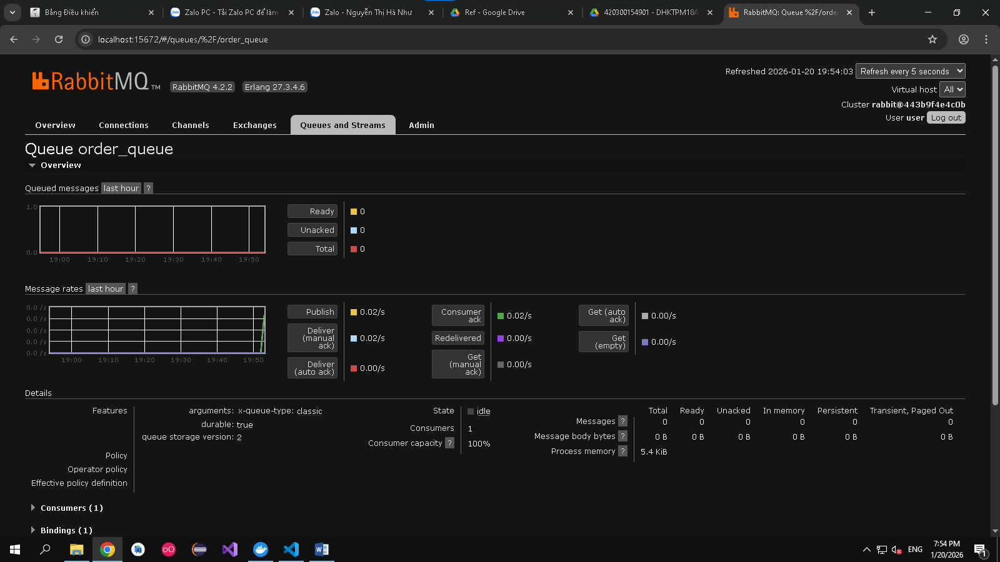 Bảng Điều khiển
Zalo PC - Tải Zalo PC để làm
Zalo - Nguyễn Thị Hà Như
Ref - Google Drive
420300154901 - DHKTPM18A
RabbitMQ: Queue %2F/order
localhost:15672/#/queues/%2F/order_queue
RabbitMQ TM
RabbitMQ 4.2.2
Erlang 27.3.4.6
Refreshed 2026-01-20 19:54:03
Refresh every 5 seconds
Virtual host
All
Cluster rabbit@443b9f4e4c0b
User user
Log out
Overview
Connections
Channels
Exchanges
Queues and Streams
Admin
Queue order_queue
Overview
Queued messages last hour ?
1.0
0.0
19:00 19:10 19:20 19:30 19:40 19:50
Ready 0
Unacked 0
Total 0
Message rates last hour ?
0.0 /s
0.0 /s
0.0 /s
0.0 /s
0.0 /s
19:00 19:10 19:20 19:30 19:40 19:50
Publish 0.02/s
Deliver (manual ack) 0.02/s
Deliver (auto ack) 0.00/s
Consumer ack 0.02/s
Redelivered 0.00/s
Get (manual ack) 0.00/s
Get (auto ack) 0.00/s
Get (empty) 0.00/s
Details
Features
arguments: x-queue-type: classic
durable: true
queue storage version: 2
Policy
Operator policy
Effective policy definition
State idle
Consumers 1
Consumer capacity ? 100%
Total Ready Unacked In memory Persistent Transient, Paged Out
Messages ? 0 0 0 0 0 0
Message body bytes ? 0 B 0 B 0 B 0 B 0 B 0 B
Process memory ? 5.4 KiB
Consumers (1)
Bindings (1)
ENG
7:54 PM
1/20/2026
1